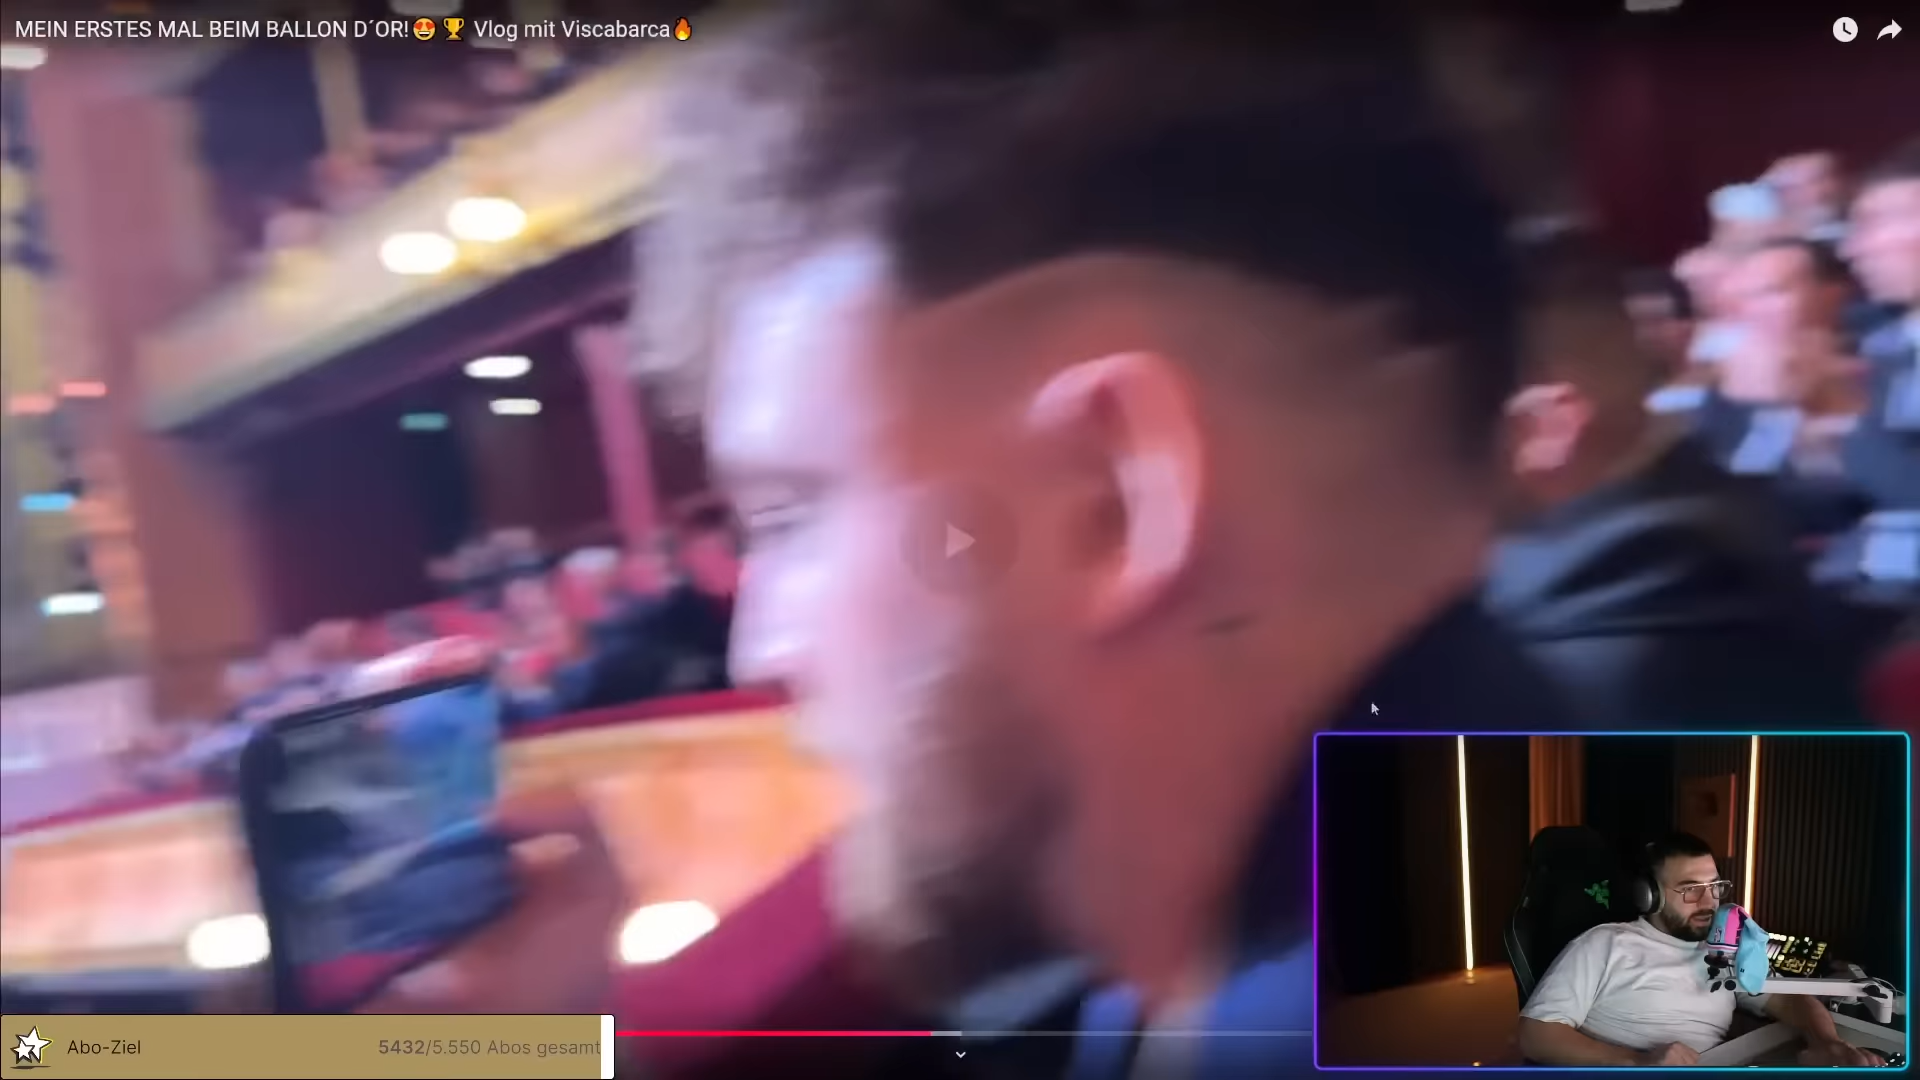 MEIN ERSTES MAL BEIM BALLON D´OR!😍🏆 Vlog mit Viscabarca🔥
Abo-Ziel 5432/5.550 Abos gesamt